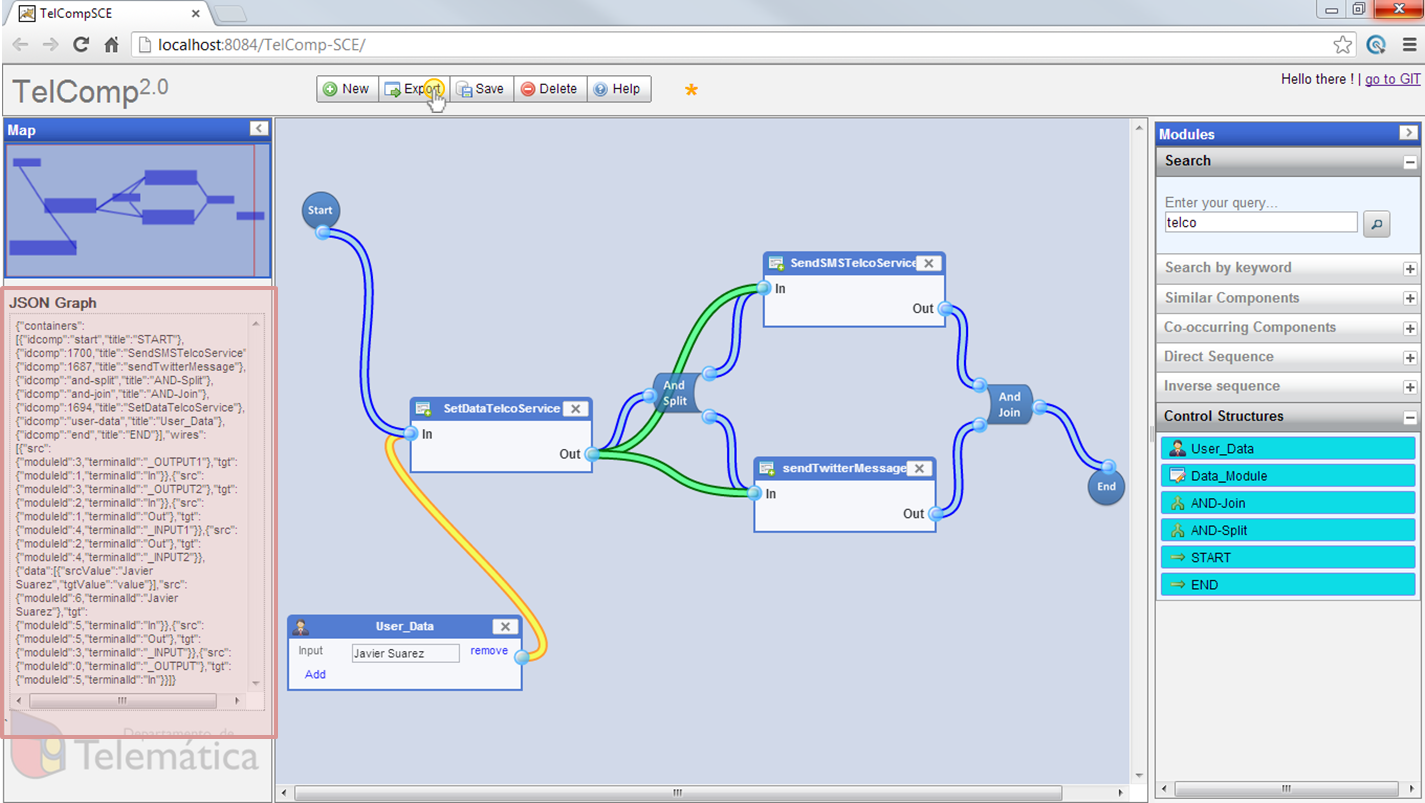 TelCompSCE
localhost:8084/TelComp-SCE/
TelComp2.0
New
Export
Save
Delete
Help
*
Hello there ! | go to GIT
Map
JSON Graph
{"containers":
[{"idcomp":"start","title":"START"},
{"idcomp":1700,"title":"SendSMSTelcoService"
{"idcomp":1687,"title":"sendTwitterMessage"},
{"idcomp":"and-split","title":"AND-Split"},
{"idcomp":"and-join","title":"AND-Join"},
{"idcomp":1694,"title":"SetDataTelcoService"},
{"idcomp":"user-data","title":"User_Data"},
{"idcomp":"end","title":"END"}],"wires":
[{"src":
{"moduleId":3,"terminalId":"_OUTPUT1"},"tgt":
{"moduleId":1,"terminalId":"In"}},{"src":
{"moduleId":3,"terminalId":"_OUTPUT2"},"tgt":
{"moduleId":2,"terminalId":"In"}},{"src":
{"moduleId":1,"terminalId":"Out"},"tgt":
{"moduleId":4,"terminalId":"_INPUT1"}},{"src":
{"moduleId":2,"terminalId":"Out"},"tgt":
{"moduleId":4,"terminalId":"_INPUT2"}},
{"data":[{"srcValue":"Javier
Suarez","tgtValue":"value"}],"src":
{"moduleId":6,"terminalId":"Javier
Suarez"},"tgt":
{"moduleId":5,"terminalId":"In"}},{"src":
{"moduleId":5,"terminalId":"Out"},"tgt":
{"moduleId":3,"terminalId":"_INPUT"}},{"src":
{"moduleId":0,"terminalId":"_OUTPUT"},"tgt":
{"moduleId":5,"terminalId":"In"}}]}
Departamento de
Telemática
Start
SetDataTelcoService
In
Out
And
Split
SendSMSTelcoService
In
Out
sendTwitterMessage
In
Out
And
Join
End
User_Data
Input
Javier Suarez
remove
Add
Modules
Search
Enter your query...
telco
Search by keyword
Similar Components
Co-occurring Components
Direct Sequence
Inverse sequence
Control Structures
User_Data
Data_Module
AND-Join
AND-Split
START
END